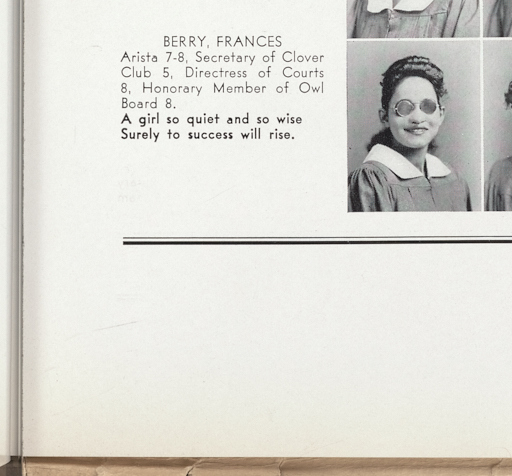 BERRY, FRANCES
Arista 7-8, Secretary of Clover
Club 5, Directress of Courts
8, Honorary Member of Owl
Board 8.
A girl so quiet and so wise
Surely to success will rise.